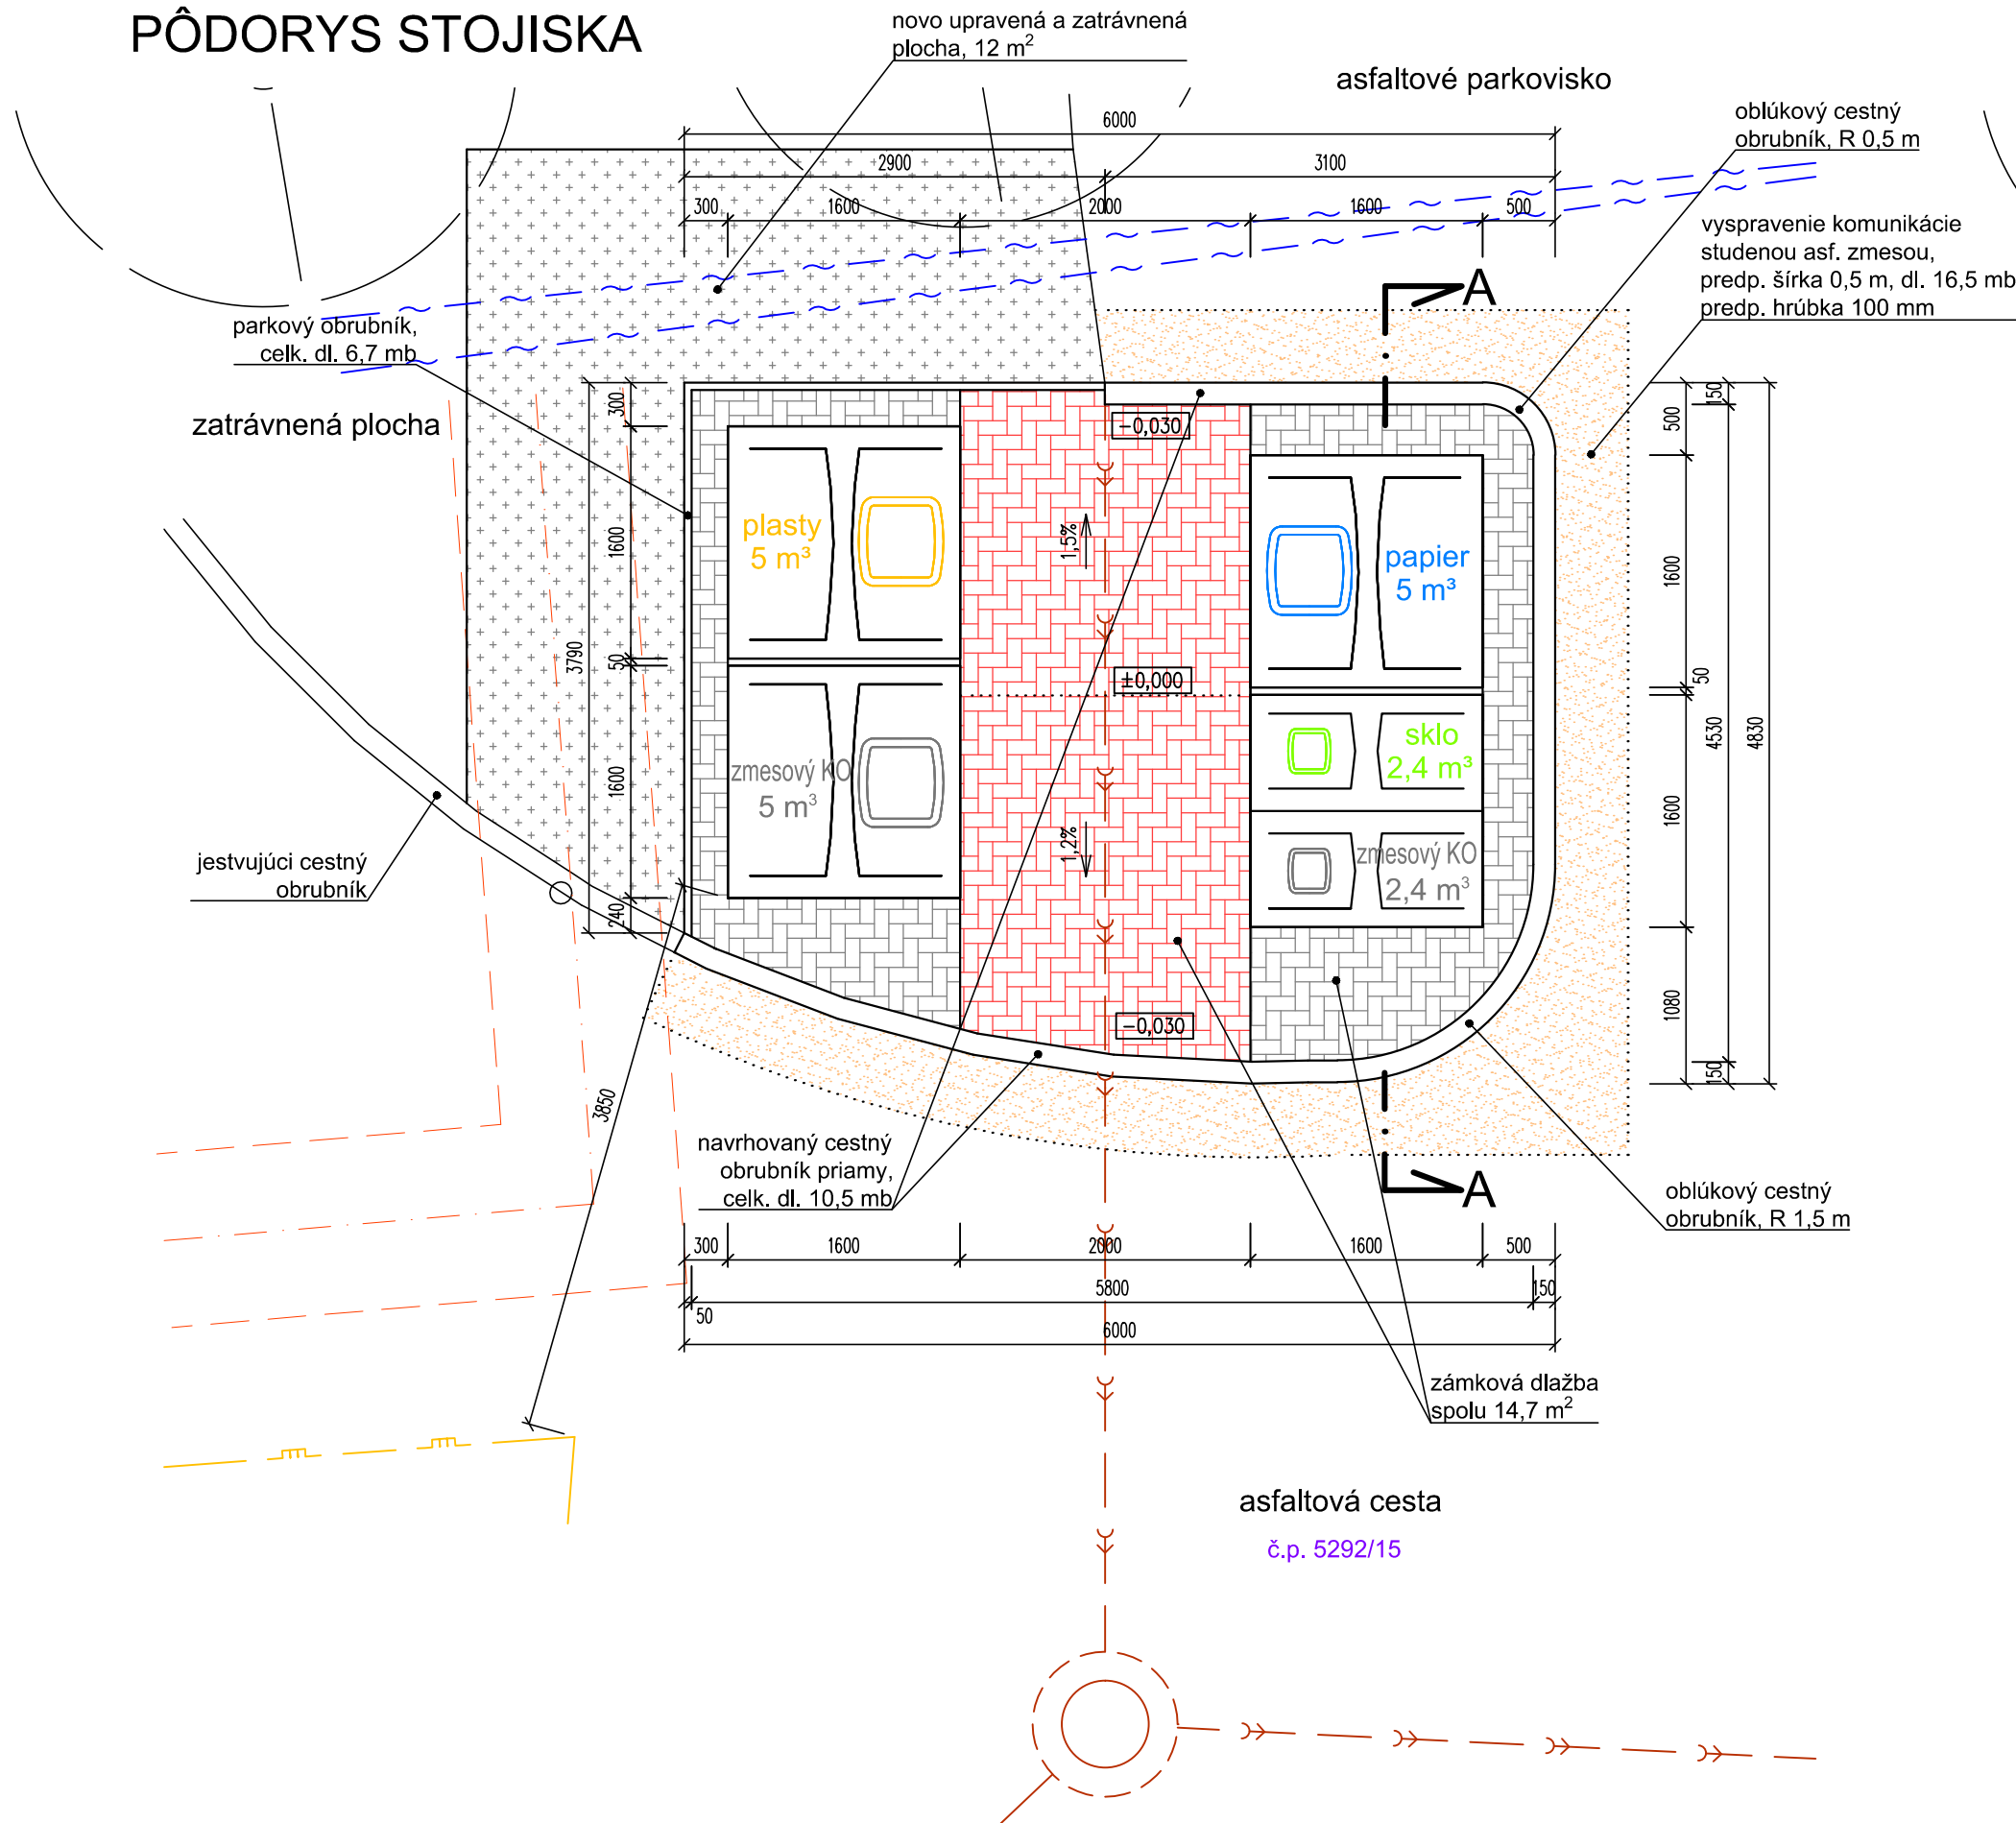 PÔDORYS STOJISKA
novo upravená a zatrávnená
plocha, 12 m²
asfaltové parkovisko
oblúkový cestný
obrubník, R 0,5 m
6000
2900
3100
300
1600
2000
1600
500
vyspravenie komunikácie
studenou asf. zmesou,
predp. šírka 0,5 m, dl. 16,5 mb
predp. hrúbka 100 mm
A
parkový obrubník,
celk. dl. 6,7 mb
zatrávnená plocha
300
1600
50
3790
1600
240
−0,030
1,5%
±0,000
1,2%
−0,030
plasty
5 m³
papier
5 m³
zmesový KO
5 m³
sklo
2,4 m³
zmesový KO
2,4 m³
500
150
1600
50
4530
4830
1600
1080
150
jestvujúci cestný
obrubník
3850
navrhovaný cestný
obrubník priamy,
celk. dl. 10,5 mb
A
oblúkový cestný
obrubník, R 1,5 m
300
1600
2000
1600
500
5800
150
50
6000
zámková dlažba
spolu 14,7 m²
asfaltová cesta
č.p. 5292/15